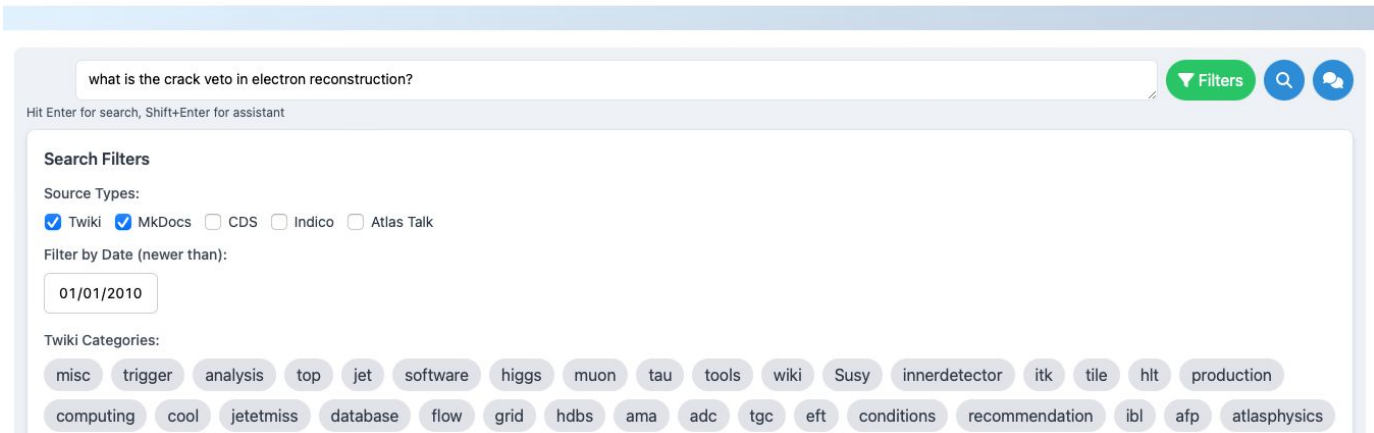 what is the crack veto in electron reconstruction?
Filters
Hit Enter for search, Shift+Enter for assistant
Search Filters
Source Types:
Twiki MkDocs CDS Indico Atlas Talk
Filter by Date (newer than):
01/01/2010
Twiki Categories:
misc trigger analysis top jet software higgs muon tau tools wiki Susy innerdetector itk tile hlt production
computing cool jetetmiss database flow grid hdbs ama adc tgc eft conditions recommendation ibl afp atlasphysics